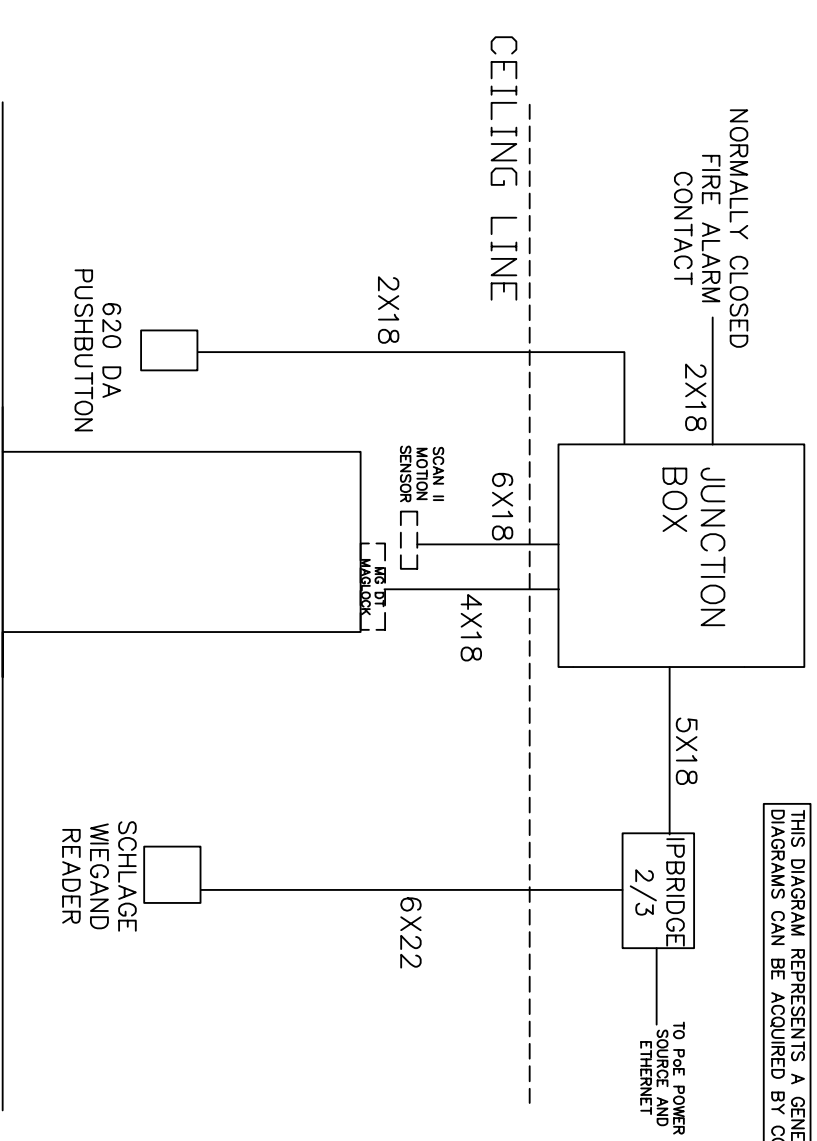 THIS DIAGRAM REPRESENTS A GENE
DIAGRAMS CAN BE ACQUIRED BY CO
NORMALLY CLOSED
FIRE ALARM
CONTACT
2X18
JUNCTION
BOX
5X18
IPBRIDGE
2/3
TO PoE POWER
SOURCE AND
ETHERNET
CEILING LINE
2X18
6X18
4X18
6X22
SCAN II
MOTION
SENSOR
MG DT
MAGLOCK
620 DA
PUSHBUTTON
SCHLAGE
WIEGAND
READER